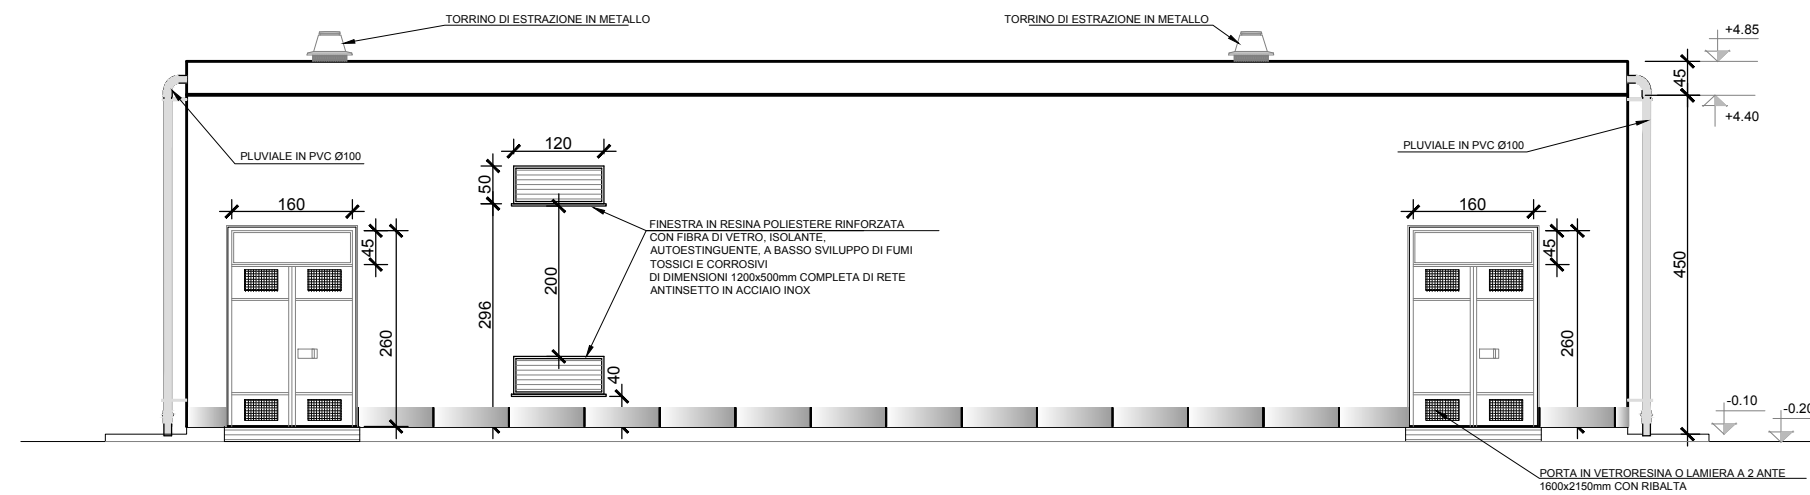 TORRINO DI ESTRAZIONE IN METALLO
TORRINO DI ESTRAZIONE IN METALLO
+4.85
45
+4.40
PLUVIALE IN PVC Ø100
120
PLUVIALE IN PVC Ø100
50
160
160
FINESTRA IN RESINA POLIESTERE RINFORZATA
CON FIBRA DI VETRO, ISOLANTE,
AUTOESTINGUENTE, A BASSO SVILUPPO DI FUMI
TOSSICI E CORROSIVI
DI DIMENSIONI 1200x500mm COMPLETA DI RETE
ANTINSETTO IN ACCIAIO INOX
45
45
200
450
296
260
260
40
-0.10
-0.20
PORTA IN VETRORESINA O LAMIERA A 2 ANTE
1600x2150mm CON RIBALTA